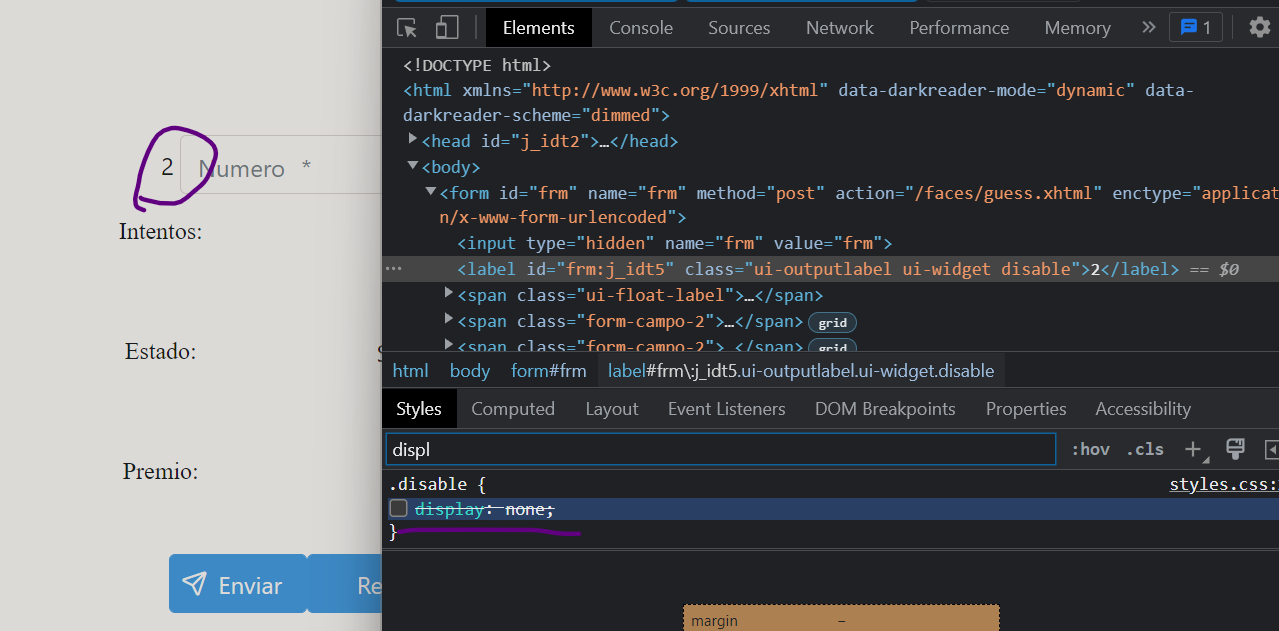 Elements Console Sources Network Performance Memory » 1
<!DOCTYPE html>
<html xmlns="http://www.w3c.org/1999/xhtml" data-darkreader-mode="dynamic" data-
darkreader-scheme="dimmed">
<head id="j_idt2">…</head>
<body>
<form id="frm" name="frm" method="post" action="/faces/guess.xhtml" enctype="applicat
n/x-www-form-urlencoded">
<input type="hidden" name="frm" value="frm">
… <label id="frm:j_idt5" class="ui-outputlabel ui-widget disable">2</label> == $0
<span class="ui-float-label">…</span>
<span class="form-campo-2">…</span> grid
<span class="form-campo-2">…</span> grid
html body form#frm label#frm\:j_idt5.ui-outputlabel.ui-widget.disable
Styles Computed Layout Event Listeners DOM Breakpoints Properties Accessibility
displ :hov .cls +
.disable { styles.css:
display: none;
}
margin –
2 Numero *
Intentos:
Estado:
Premio:
Enviar Re